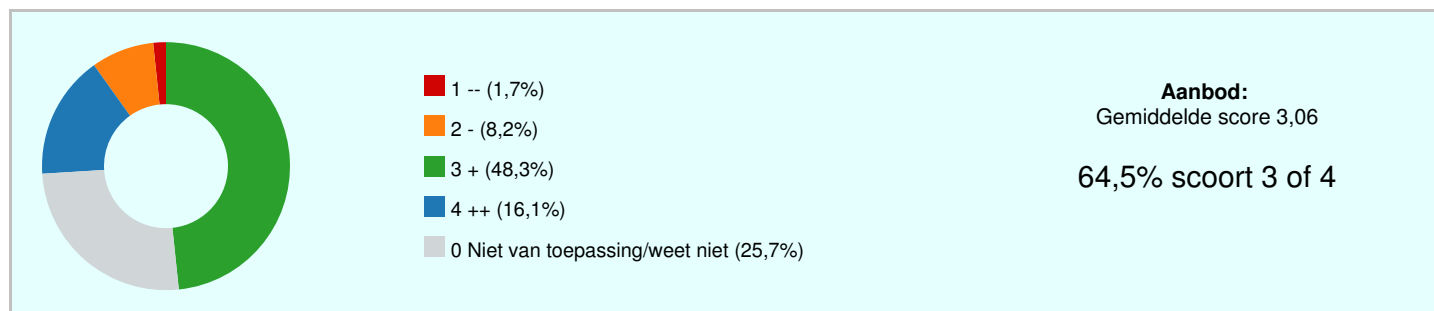 1 -- (1,7%)
2 - (8,2%)
3 + (48,3%)
4 ++ (16,1%)
0 Niet van toepassing/weet niet (25,7%)
Aanbod:
Gemiddelde score 3,06
64,5% scoort 3 of 4